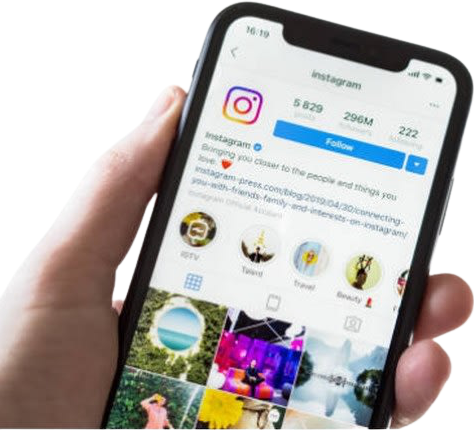 16:19
instagram
5 829 296M 222
posts followers following
Follow
Instagram
Bringing you closer to the people and things you
love. ❤️
instagram-press.com/blog/2019/04/30/connecting-
you-with-friends-family-and-interests-on-instagram/
Instagram Official Account
IGTV Talent Travel Beauty